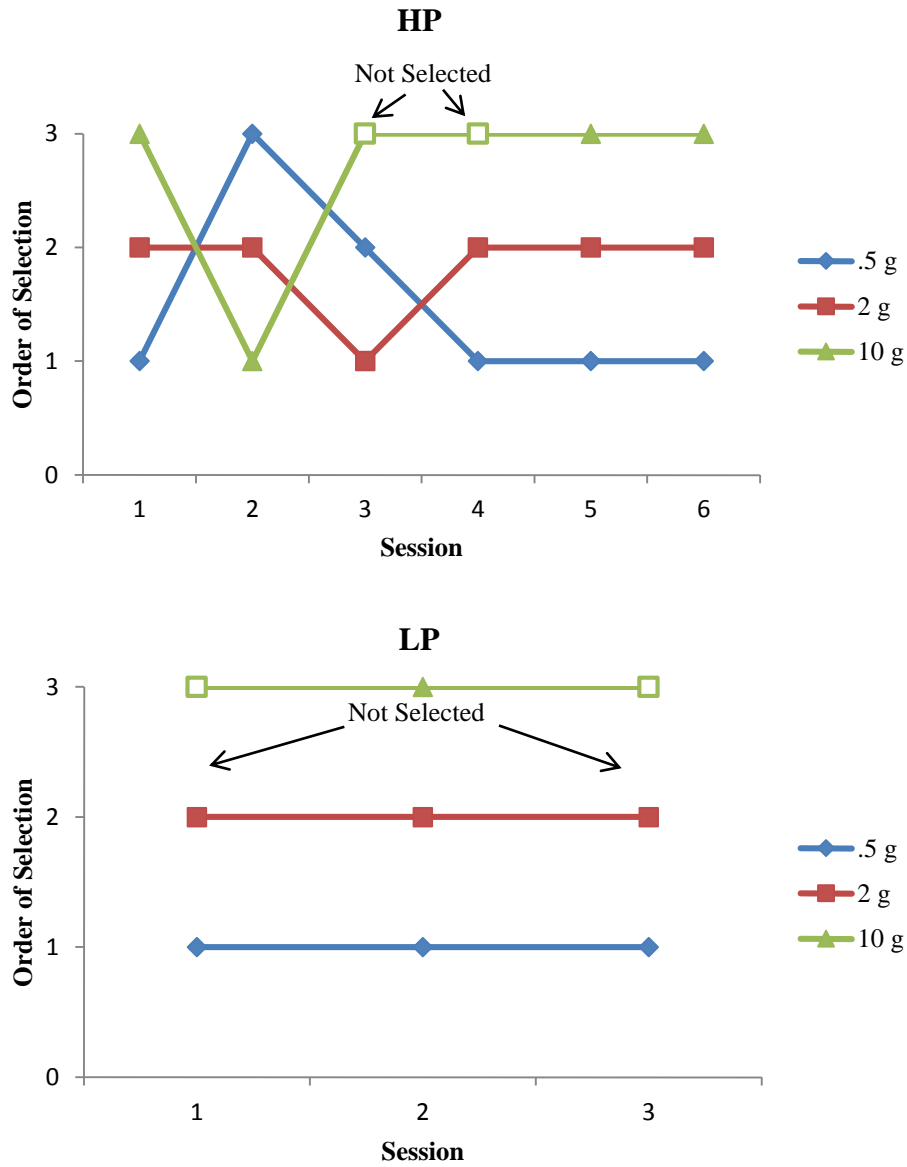 HP
Not Selected
3
2
1
0
Order of Selection
1 2 3 4 5 6
Session
.5 g
2 g
10 g
LP
Not Selected
3
2
1
0
Order of Selection
1 2 3
Session
.5 g
2 g
10 g